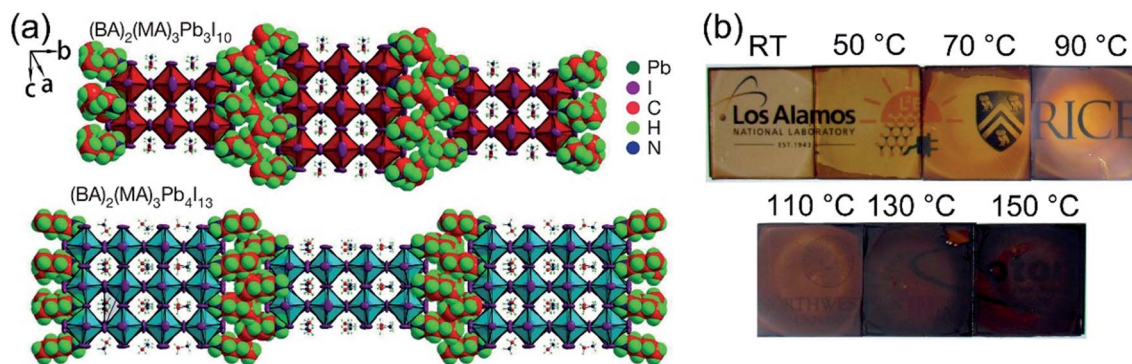 (a)
(BA)₂(MA)₃Pb₃I₁₀
b
c a
Pb
I
C
H
N
(BA)₂(MA)₃Pb₄I₁₃
(b)
RT 50 °C 70 °C 90 °C
Los Alamos
NATIONAL LABORATORY
EST. 1943
RICE
110 °C 130 °C 150 °C